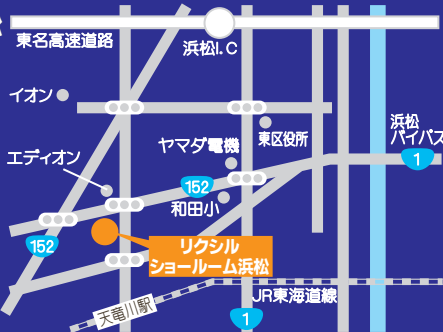 東名高速道路
浜松I.C
イオン
浜松
バイパス
ヤマダ電機
東区役所
1
エディオン
152
和田小
152
リクシル
ショールーム浜松
JR東海道線
天竜川駅
1